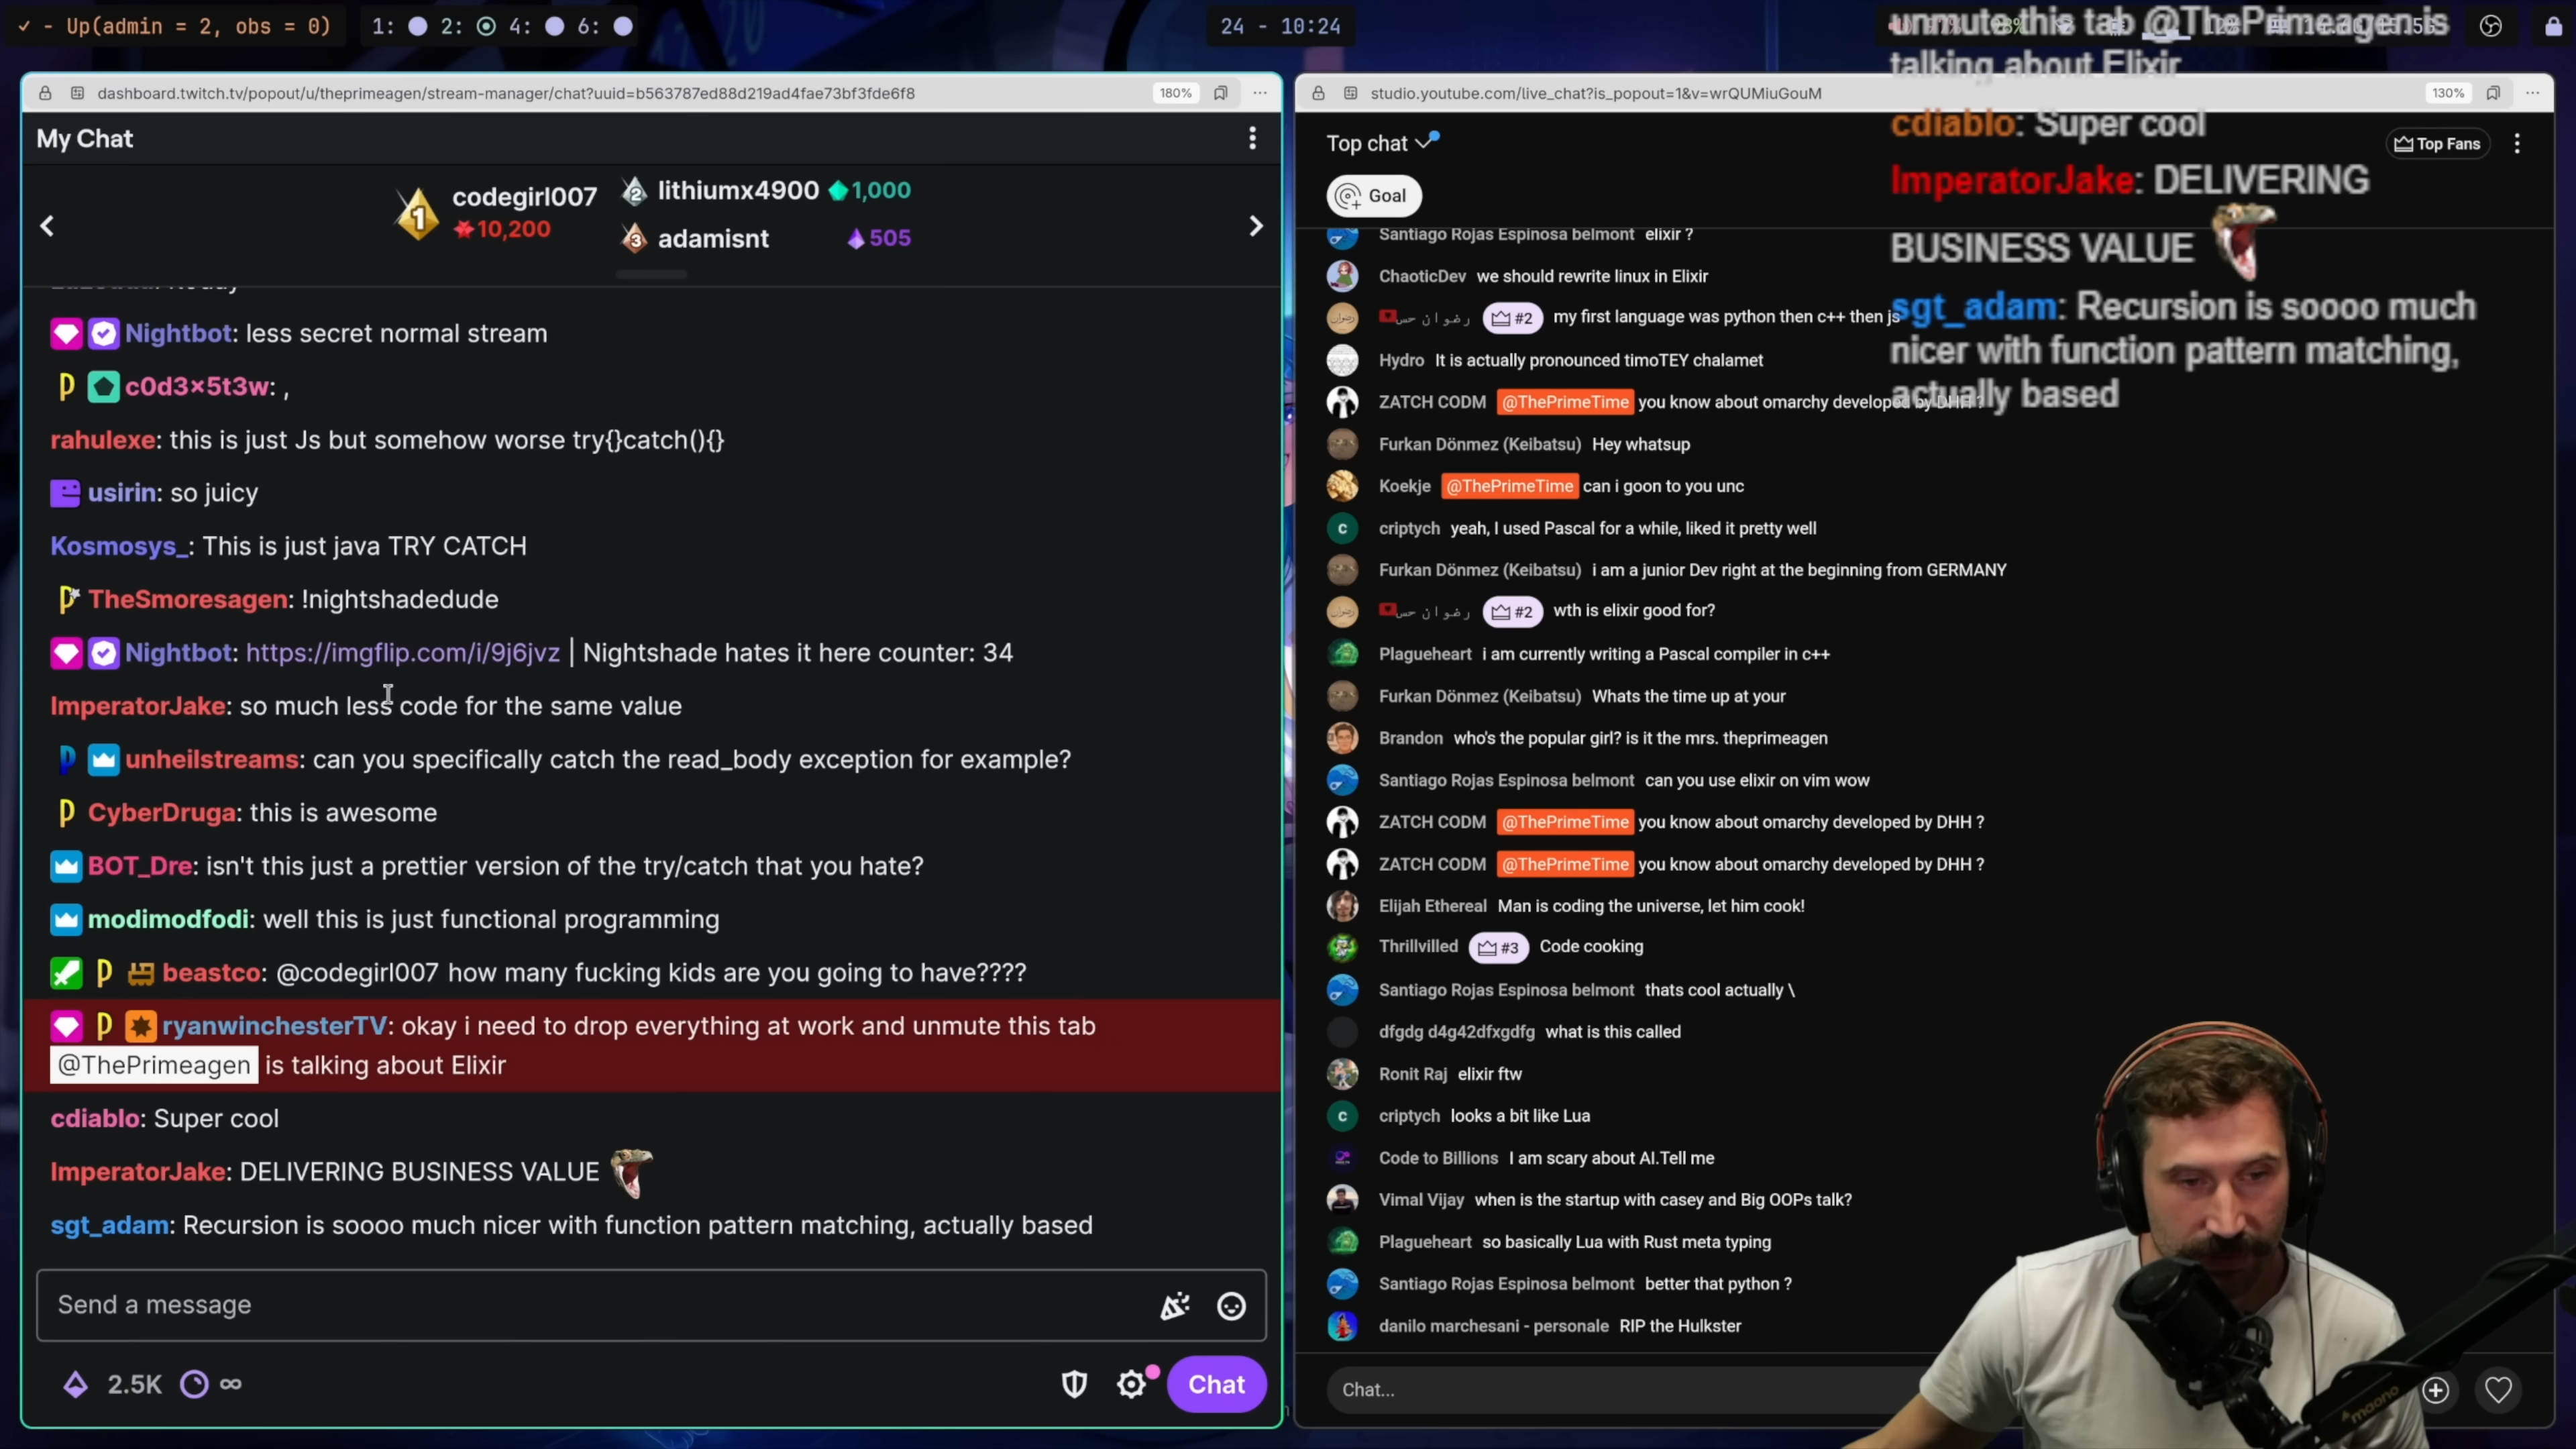 ✓ - Up(admin = 2, obs = 0)
1: 2: 4: 6:
24 - 10:24
dashboard.twitch.tv/popout/u/theprimeagen/stream-manager/chat?uuid=b563787ed88d219ad4fae73bf3fde6f8
180%
My Chat
1 codegirl007
10,200
2 lithiumx4900 1,000
3 adamisnt 505
Nightbot: less secret normal stream
c0d3x5t3w: ,
rahulexe: this is just Js but somehow worse try{}catch(){}
usirin: so juicy
Kosmosys_: This is just java TRY CATCH
TheSmoresagen: !nightshadedude
Nightbot: https://imgflip.com/i/9j6jvz | Nightshade hates it here counter: 34
ImperatorJake: so much less code for the same value
unheilstreams: can you specifically catch the read_body exception for example?
CyberDruga: this is awesome
BOT_Dre: isn't this just a prettier version of the try/catch that you hate?
modimodfodi: well this is just functional programming
beastco: @codegirl007 how many fucking kids are you going to have????
ryanwinchesterTV: okay i need to drop everything at work and unmute this tab
@ThePrimeagen is talking about Elixir
cdiablo: Super cool
ImperatorJake: DELIVERING BUSINESS VALUE
sgt_adam: Recursion is soooo much nicer with function pattern matching, actually based
Send a message
2.5K ∞
Chat
studio.youtube.com/live_chat?is_popout=1&v=wrQUMiuGouM
130%
Top chat
Top Fans
Goal
Santiago Rojas Espinosa belmont elixir ?
ChaoticDev we should rewrite linux in Elixir
رضوان حس #2 my first language was python then c++ then js
Hydro It is actually pronounced timoTEY chalamet
ZATCH CODM @ThePrimeTime you know about omarchy developed by DHH ?
Furkan Dönmez (Keibatsu) Hey whatsup
Koekje @ThePrimeTime can i goon to you unc
criptych yeah, I used Pascal for a while, liked it pretty well
Furkan Dönmez (Keibatsu) i am a junior Dev right at the beginning from GERMANY
رضوان حس #2 wth is elixir good for?
Plagueheart i am currently writing a Pascal compiler in c++
Furkan Dönmez (Keibatsu) Whats the time up at your
Brandon who's the popular girl? is it the mrs. theprimeagen
Santiago Rojas Espinosa belmont can you use elixir on vim wow
ZATCH CODM @ThePrimeTime you know about omarchy developed by DHH ?
ZATCH CODM @ThePrimeTime you know about omarchy developed by DHH ?
Elijah Ethereal Man is coding the universe, let him cook!
Thrillvilled #3 Code cooking
Santiago Rojas Espinosa belmont thats cool actually \
dfgdg d4g42dfxgdfg what is this called
Ronit Raj elixir ftw
criptych looks a bit like Lua
Code to Billions I am scary about AI.Tell me
Vimal Vijay when is the startup with casey and Big OOPs talk?
Plagueheart so basically Lua with Rust meta typing
Santiago Rojas Espinosa belmont better that python ?
danilo marchesani - personale RIP the Hulkster
Chat...
unmute this tab @ThePrimeagen is
talking about Elixir
cdiablo: Super cool
ImperatorJake: DELIVERING
BUSINESS VALUE
sgt_adam: Recursion is soooo much
nicer with function pattern matching,
actually based
maono